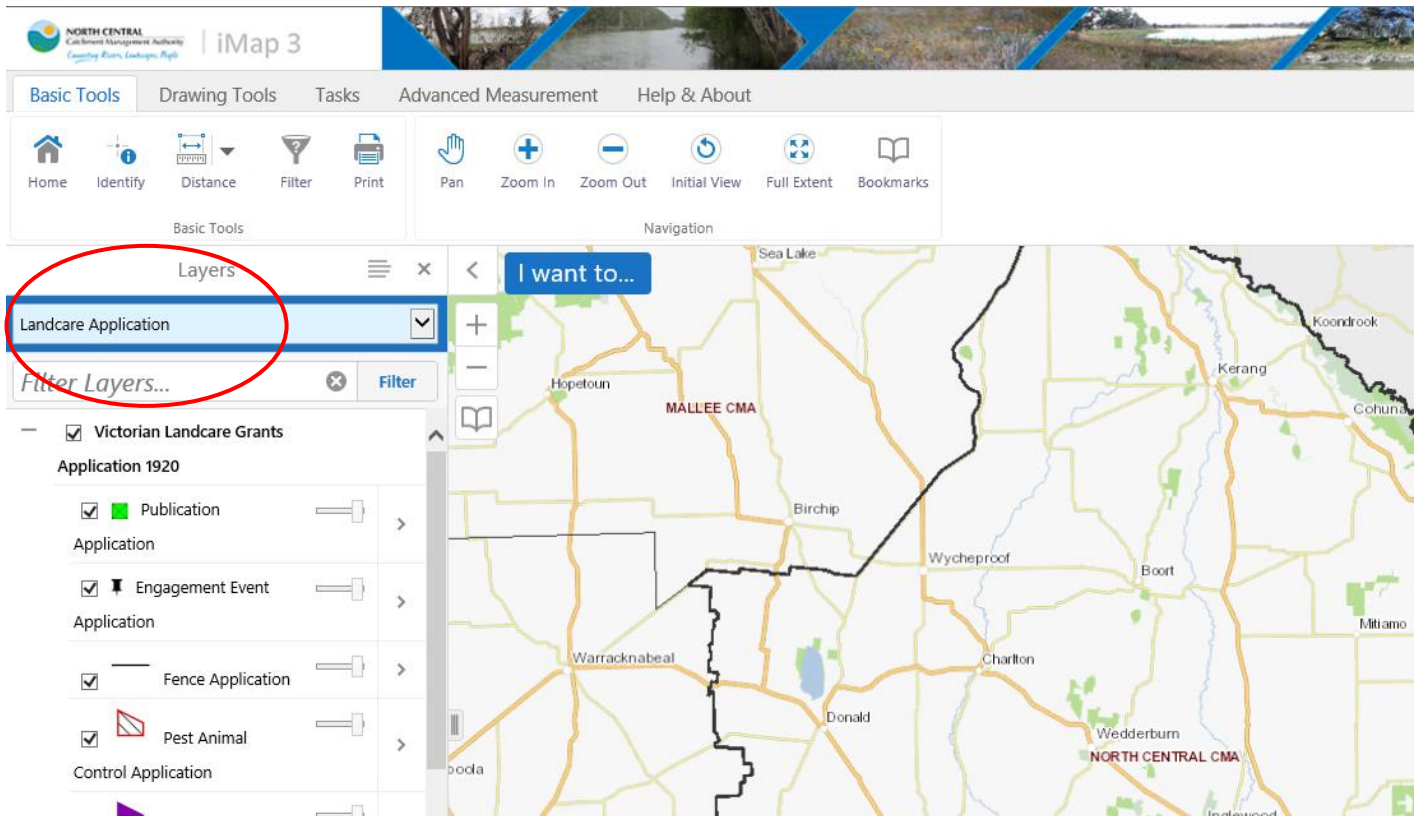 NORTH CENTRAL
Catchment Management Authority
Connecting Rivers, Landscapes, People
iMap 3
Basic Tools Drawing Tools Tasks Advanced Measurement Help & About
Home Identify Distance Filter Print Pan Zoom In Zoom Out Initial View Full Extent Bookmarks
Basic Tools Navigation
Layers
I want to...
Landcare Application
Filter Layers... Filter
Victorian Landcare Grants
Application 1920
Publication
Application
Engagement Event
Application
Fence Application
Pest Animal
Control Application
Sea Lake
Koondrook
Kerang
Hopetoun
MALLEE CMA
Cohuna
Birchip
Wycheproof
Boort
Mitiamo
Warracknabeal
Charlton
Donald
Wedderburn
NORTH CENTRAL CMA
boola
Inglewood